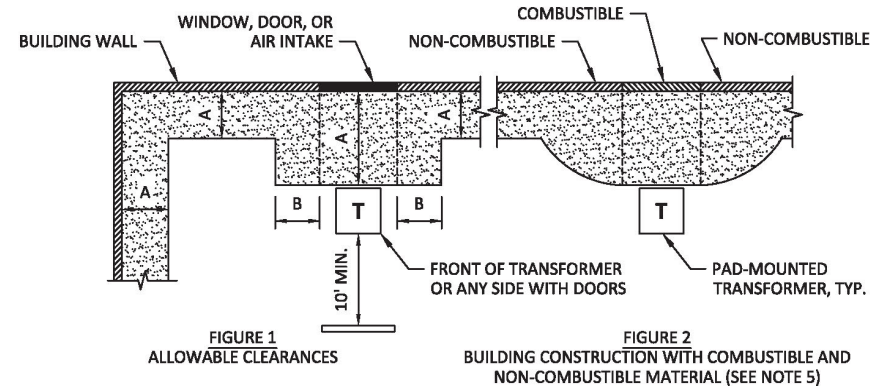 WINDOW, DOOR, OR
AIR INTAKE
BUILDING WALL
COMBUSTIBLE
NON-COMBUSTIBLE
NON-COMBUSTIBLE
A
A
A
A
B
T
B
T
10' MIN.
FRONT OF TRANSFORMER
OR ANY SIDE WITH DOORS
PAD-MOUNTED
TRANSFORMER, TYP.
FIGURE 1
ALLOWABLE CLEARANCES
FIGURE 2
BUILDING CONSTRUCTION WITH COMBUSTIBLE AND
NON-COMBUSTIBLE MATERIAL (SEE NOTE 5)